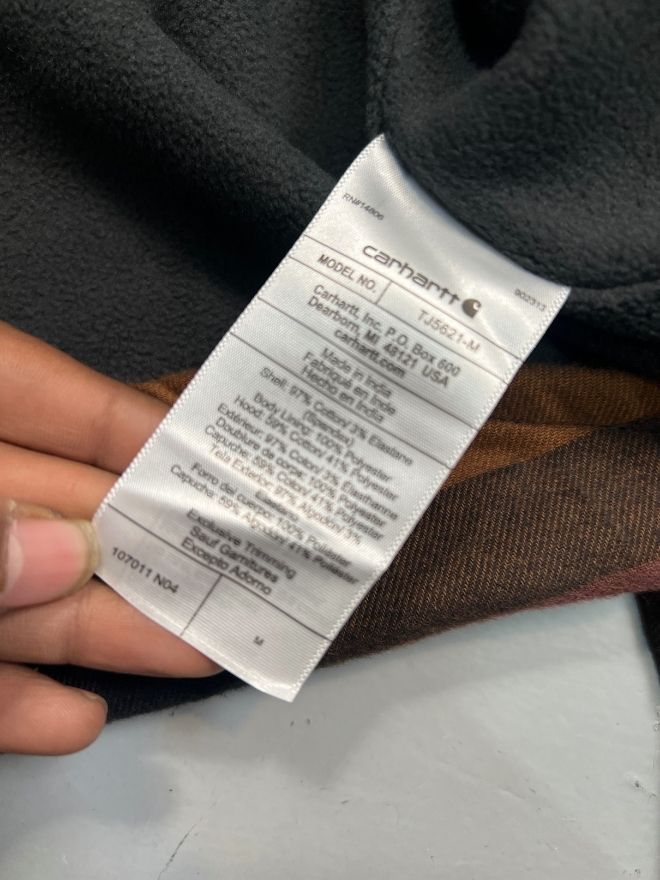 RN#14806
carhartt
902313
MODEL NO.
TJ5621-M
Carhartt, Inc. P.O. Box 600
Dearborn, MI 48121 USA
carhartt.com
Made in India
Fabriqué en Inde
Hecho en India
Shell: 97% Cotton/ 3% Elastane
(Spandex)
Body Lining: 100% Polyester
Hood: 59% Cotton/ 41% Polyester
Extérieur: 97% Coton/ 3% Élasthanne
Doublure de corps: 100% Polyester
Capuche: 59% Coton/ 41% Polyester
Tela Exterior: 97% Algodón/ 3%
Forro del cuerpo: 100% Poliéster
Capucha: 59% Algodón/ 41% Poliéster
Exclusive Trimming
Sauf Garnitures
Excepto Adorno
107011 N04
M